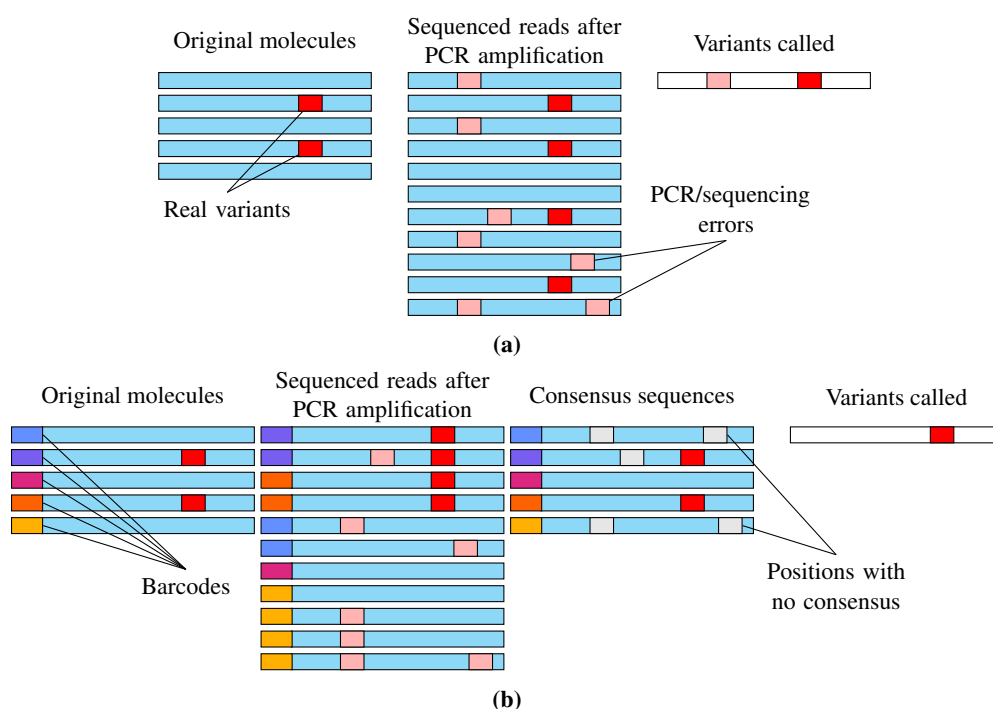 Original molecules
Sequenced reads after
PCR amplification
Variants called
Real variants
PCR/sequencing
errors
(a)
Original molecules
Sequenced reads after
PCR amplification
Consensus sequences
Variants called
Barcodes
Positions with
no consensus
(b)